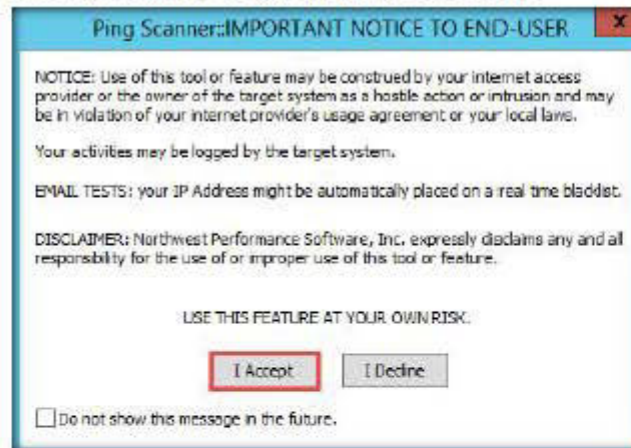 Ping Scanner::IMPORTANT NOTICE TO END-USER
x
NOTICE: Use of this tool or feature may be construed by your internet access
provider or the owner of the target system as a hostile action or intrusion and may
be in violation of your internet provider's usage agreement or your local laws.
Your activities may be logged by the target system.
EMAIL TESTS: your IP Address might be automatically placed on a real time blacklist.
DISCLAIMER: Northwest Performance Software, Inc. expressly disclaims any and all
responsibility for the use of or improper use of this tool or feature.
USE THIS FEATURE AT YOUR OWN RISK.
I Accept I Decline
Do not show this message in the future.